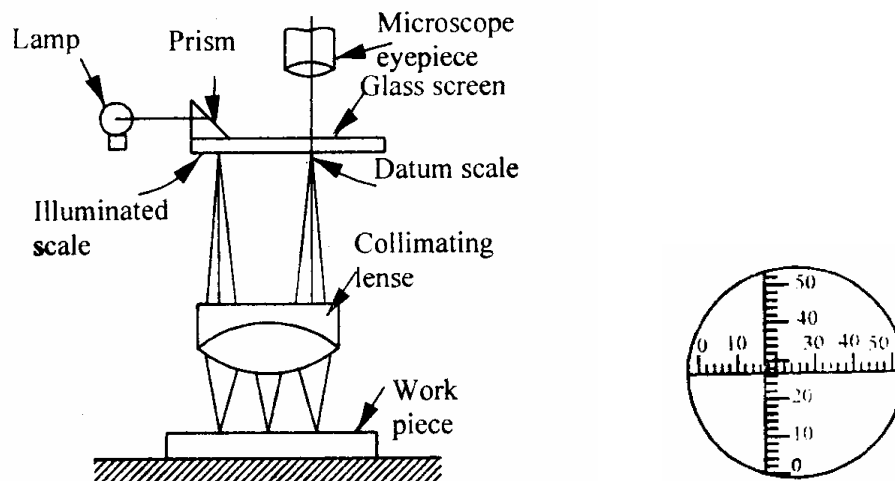 Lamp
Prism
Microscope
eyepiece
Glass screen
Datum scale
Illuminated
scale
Collimating
lense
Work
piece
50
40
0 10 30 40 50
20
10
0